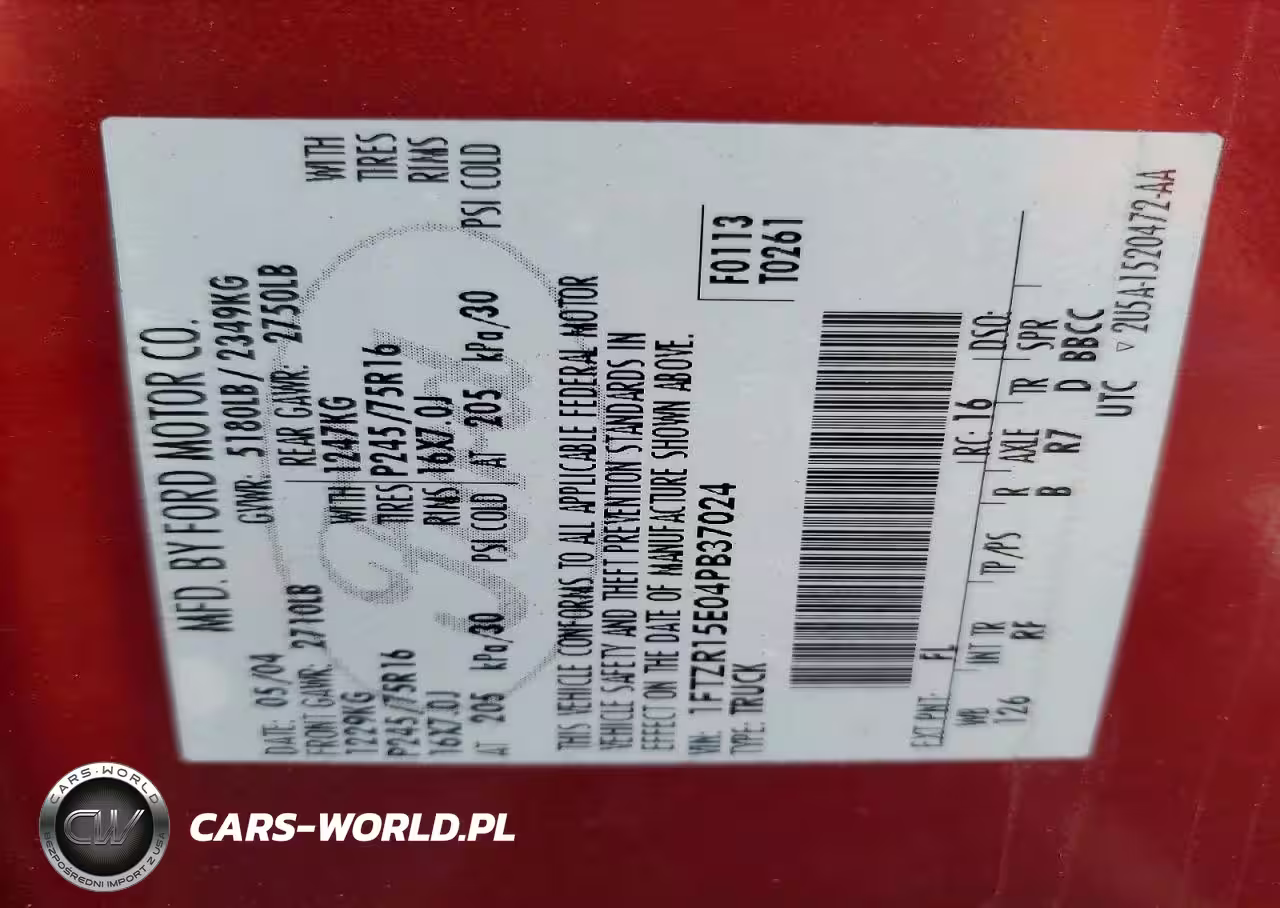 MFD. BY FORD MOTOR CO.
DATE: 05/04 GVWR: 5180LB / 2349KG
FRONT GAWR: 2710LB REAR GAWR: 2750LB
1229KG WITH 1247KG WITH
P245/75R16 TIRES P245/75R16 TIRES
16X7.0J RIMS 16X7.0J RIMS
AT 205 kPa/30 PSI COLD AT 205 kPa/30 PSI COLD
THIS VEHICLE CONFORMS TO ALL APPLICABLE FEDERAL MOTOR
VEHICLE SAFETY AND THEFT PREVENTION STANDARDS IN
EFFECT ON THE DATE OF MANUFACTURE SHOWN ABOVE.
VIN: 1FTZR15E04PB37024
TYPE: TRUCK
F0113
T0261
EXT PNT: FL RC: 16 DSO:
WB INT TR TP/PS R AXLE TR SPR
126 RF B R7 D BBCC
UTC ▽ 2U5A-1520472-AA
Ford
CARS-WORLD
CW
BEZPOŚREDNI IMPORT Z USA
CARS-WORLD.PL